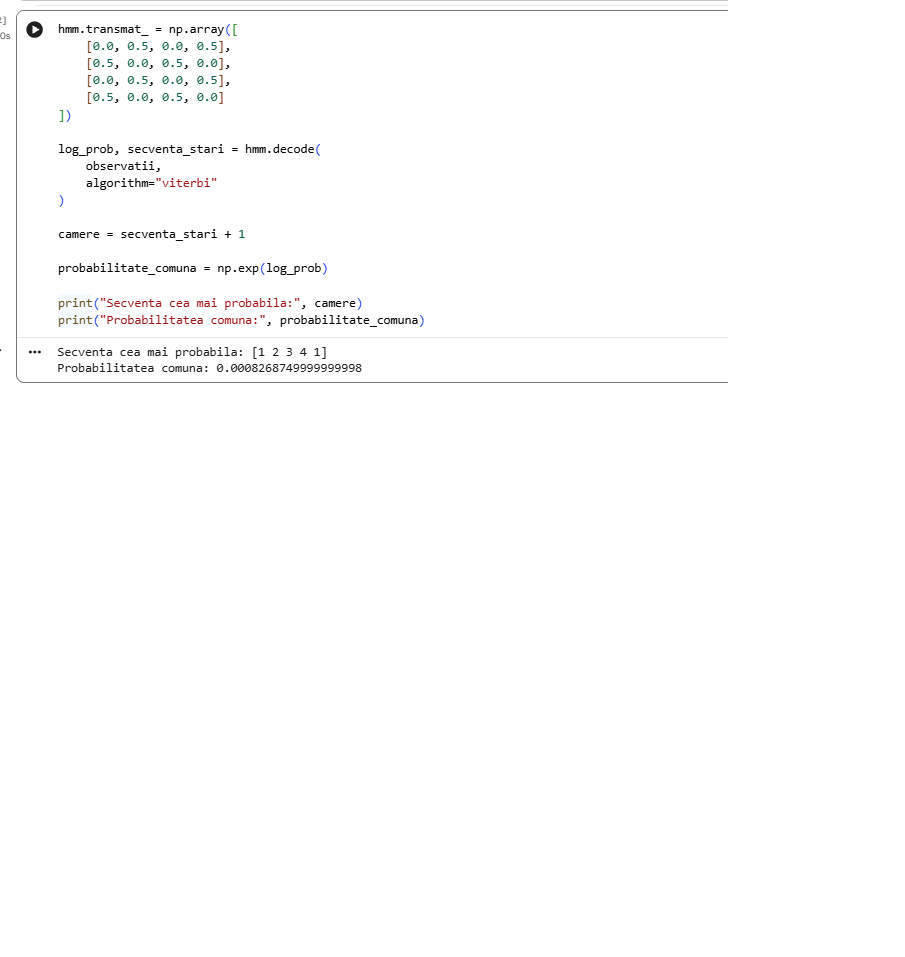 2]
0s
hmm.transmat_ = np.array([
    [0.0, 0.5, 0.0, 0.5],
    [0.5, 0.0, 0.5, 0.0],
    [0.0, 0.5, 0.0, 0.5],
    [0.5, 0.0, 0.5, 0.0]
])
log_prob, secventa_stari = hmm.decode(
    observatii,
    algorithm="viterbi"
)
camere = secventa_stari + 1
probabilitate_comuna = np.exp(log_prob)
print("Secventa cea mai probabila:", camere)
print("Probabilitatea comuna:", probabilitate_comuna)
Secventa cea mai probabila: [1 2 3 4 1]
Probabilitatea comuna: 0.0008268749999999998